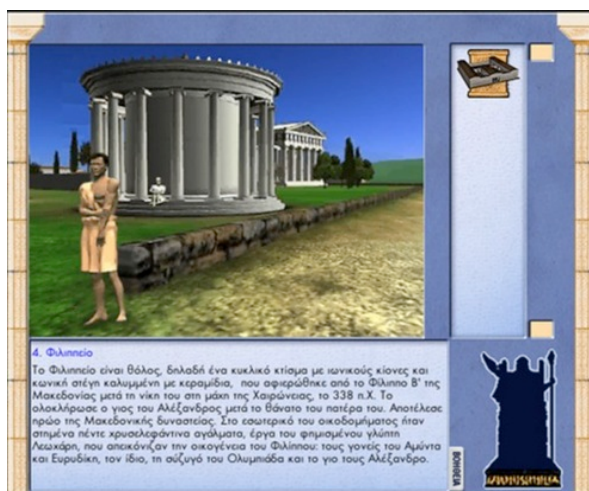 4. Φιλιππείο
Το Φιλιππείο είναι θόλος, δηλαδή ένα κυκλικό κτίσμα με ιωνικούς κίονες και
κωνική στέγη καλυμμένη με κεραμίδια, που αφιερώθηκε από το Φίλιππο Β' της
Μακεδονίας μετά τη νίκη του στη μάχη της Χαιρώνειας, το 338 π.Χ. Το
ολοκλήρωσε ο γιος του Αλέξανδρος μετά το θάνατο του πατέρα του. Αποτέλεσε
ηρώο της Μακεδονικής δυναστείας. Στο εσωτερικό του οικοδομήματος ήταν
στημένα πέντε χρυσελεφάντινα αγάλματα, έργα του φημισμένου γλύπτη
Λεωχάρη, που απεικόνιζαν την οικογένεια του Φιλίππου: τους γονείς του Αμύντα
και Ευρυδίκη, τον ίδιο, τη σύζυγό του Ολυμπιάδα και το γιο τους Αλέξανδρο.
ΒΟΗΘΕΙΑ